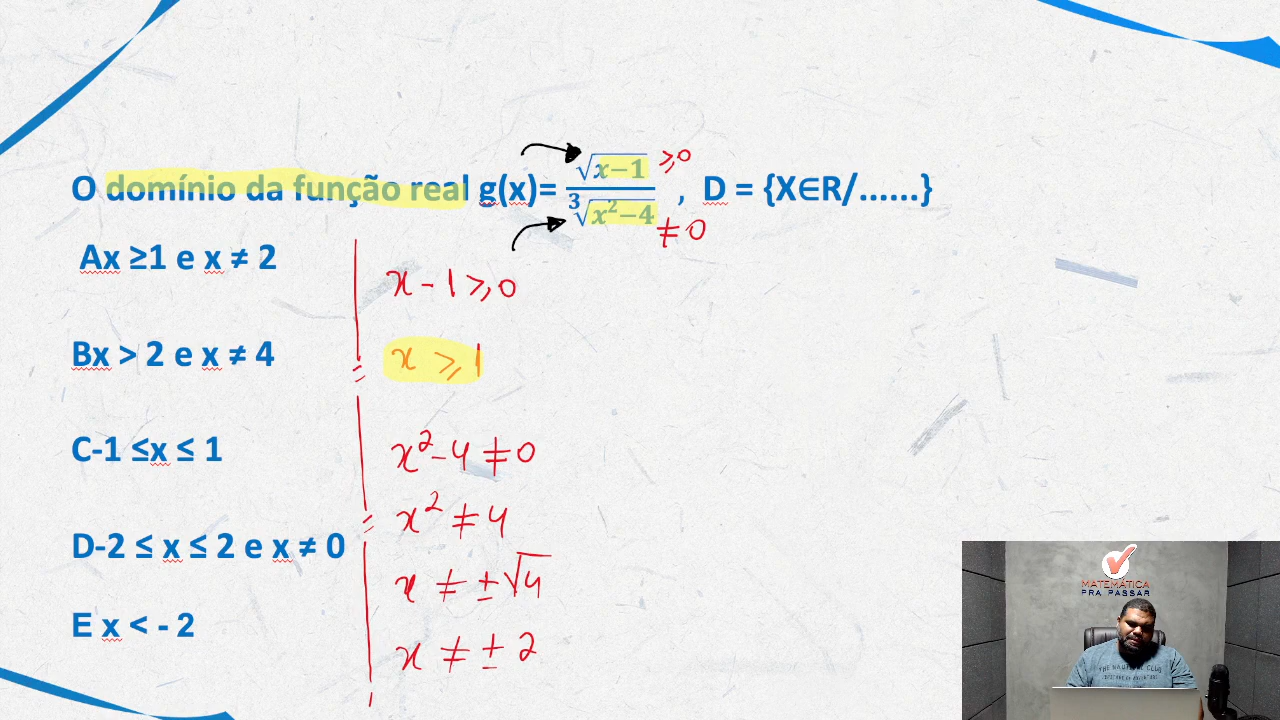 O domínio da função real g(x)= √x−1 / ³√x²−4 , D = {X∈R/......}
≥0
≠0
Ax ≥1 e x ≠ 2
Bx > 2 e x ≠ 4
C-1 ≤x ≤ 1
D-2 ≤ x ≤ 2 e x ≠ 0
E x < - 2
x - 1 ≥ 0
x ≥ 1
x² - 4 ≠ 0
x² ≠ 4
x ≠ ± √4
x ≠ ± 2
MATEMÁTICA
PRA PASSAR